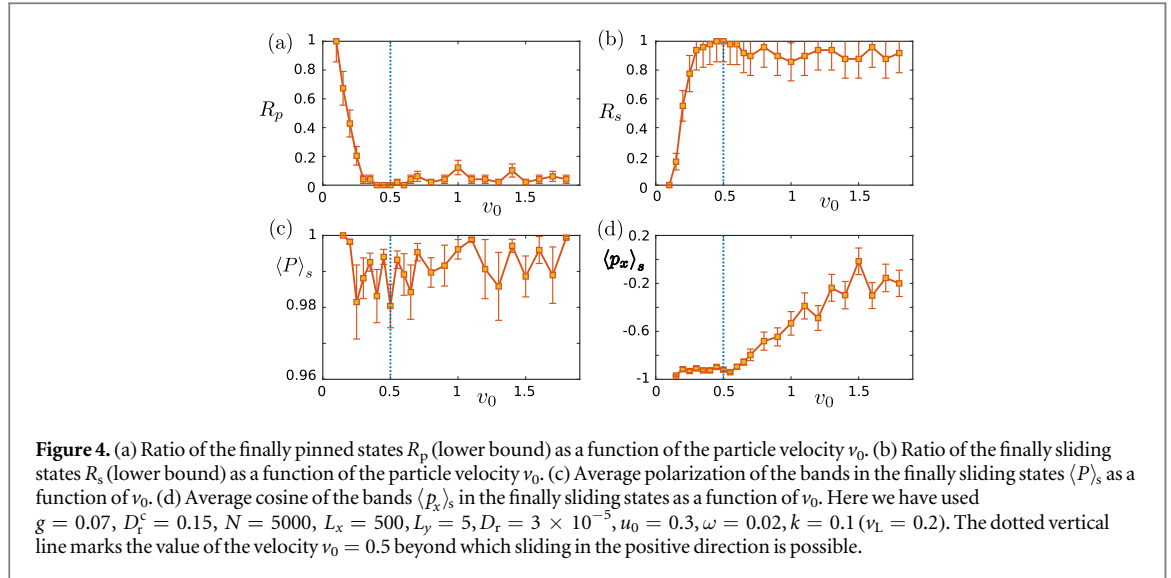 (a)
1
0.8
0.6
R_p
0.4
0.2
0
0 0.5 1 1.5
v_0
(b)
1
0.8
0.6
R_s
0.4
0.2
0
0 0.5 1 1.5
v_0
(c)
1
⟨P⟩_s
0.98
0.96
0 0.5 1 1.5
v_0
(d)
0.2
⟨p_x⟩_s
-0.2
-0.6
-1
0 0.5 1 1.5
v_0
Figure 4. (a) Ratio of the finally pinned states R_p (lower bound) as a function of the particle velocity v_0. (b) Ratio of the finally sliding
states R_s (lower bound) as a function of the particle velocity v_0. (c) Average polarization of the bands in the finally sliding states ⟨P⟩_s as a
function of v_0. (d) Average cosine of the bands ⟨p_x⟩_s in the finally sliding states as a function of v_0. Here we have used
g = 0.07, D_r^c = 0.15, N = 5000, L_x = 500, L_y = 5, D_r = 3 × 10^{-5}, u_0 = 0.3, ω = 0.02, k = 0.1 (v_L = 0.2). The dotted vertical
line marks the value of the velocity v_0 = 0.5 beyond which sliding in the positive direction is possible.